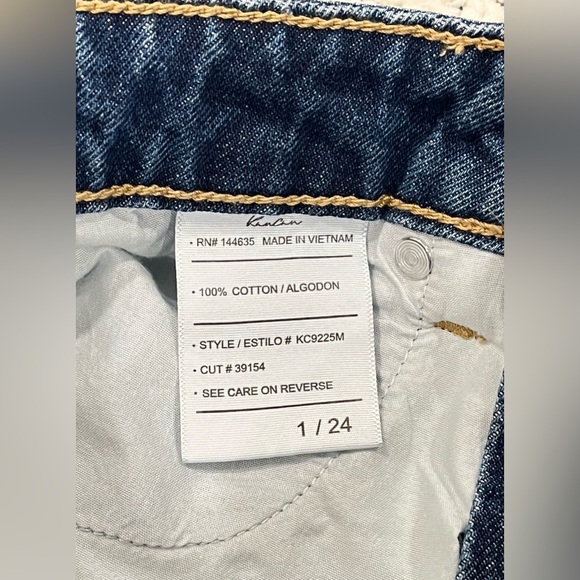 KanCan
• RN# 144635 MADE IN VIETNAM
• 100% COTTON / ALGODON
• STYLE / ESTILO # KC9225M
• CUT # 39154
• SEE CARE ON REVERSE
1 / 24